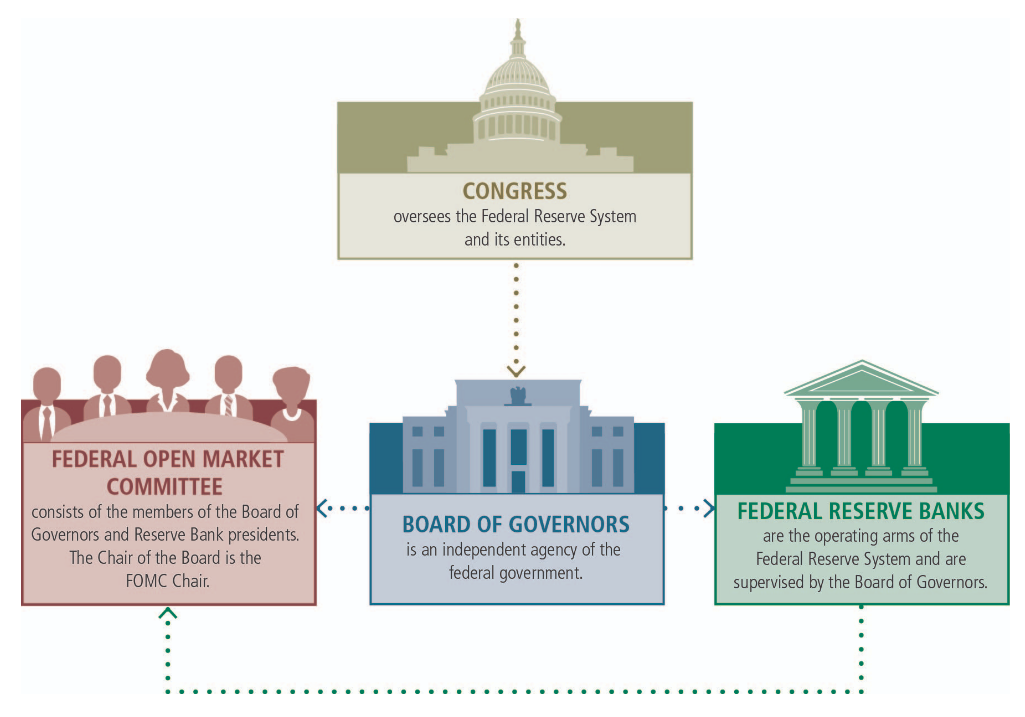 CONGRESS
oversees the Federal Reserve System
and its entities.
FEDERAL OPEN MARKET
COMMITTEE
consists of the members of the Board of
Governors and Reserve Bank presidents.
The Chair of the Board is the
FOMC Chair.
BOARD OF GOVERNORS
is an independent agency of the
federal government.
FEDERAL RESERVE BANKS
are the operating arms of the
Federal Reserve System and are
supervised by the Board of Governors.